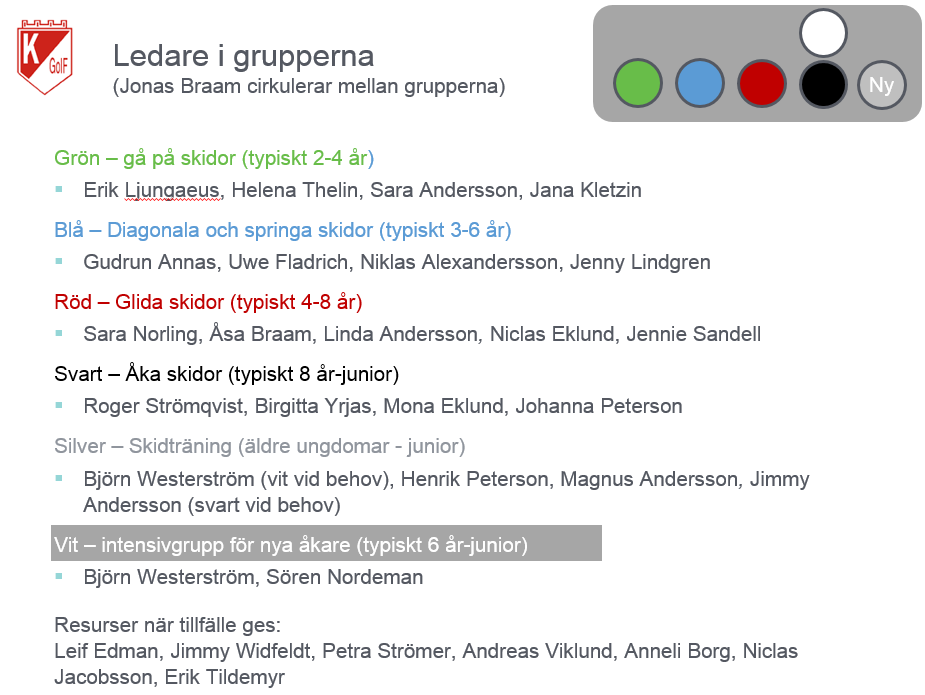 K
GoIF
Ledare i grupperna
(Jonas Braam cirkulerar mellan grupperna)
Ny
Grön – gå på skidor (typiskt 2-4 år)
Erik Ljungaeus, Helena Thelin, Sara Andersson, Jana Kletzin
Blå – Diagonala och springa skidor (typiskt 3-6 år)
Gudrun Annas, Uwe Fladrich, Niklas Alexandersson, Jenny Lindgren
Röd – Glida skidor (typiskt 4-8 år)
Sara Norling, Åsa Braam, Linda Andersson, Niclas Eklund, Jennie Sandell
Svart – Åka skidor (typiskt 8 år-junior)
Roger Strömqvist, Birgitta Yrjas, Mona Eklund, Johanna Peterson
Silver – Skidträning (äldre ungdomar - junior)
Björn Westerström (vit vid behov), Henrik Peterson, Magnus Andersson, Jimmy
Andersson (svart vid behov)
Vit – intensivgrupp för nya åkare (typiskt 6 år-junior)
Björn Westerström, Sören Nordeman
Resurser när tillfälle ges:
Leif Edman, Jimmy Widfeldt, Petra Strömer, Andreas Viklund, Anneli Borg, Niclas
Jacobsson, Erik Tildemyr